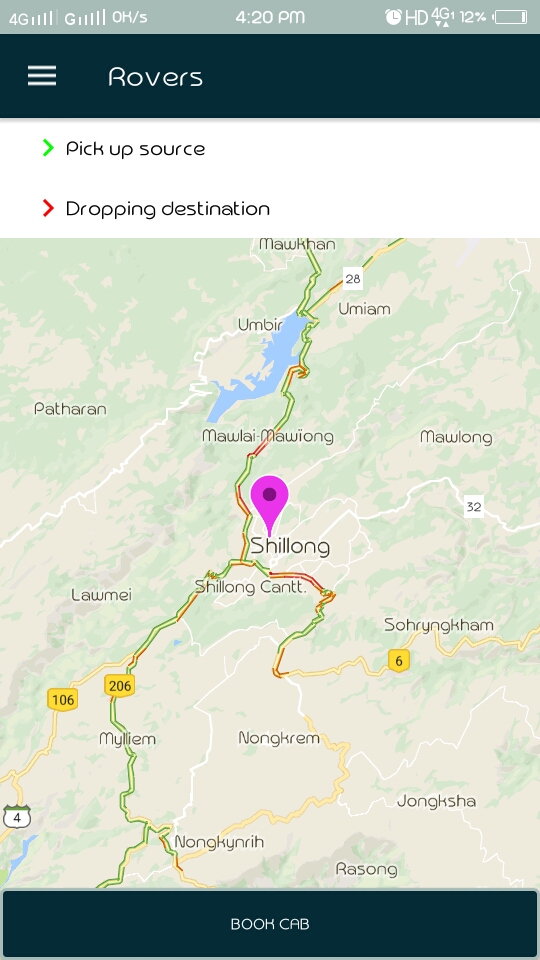 4G G 0K/s 4:20 PM HD 4G 1 12%
Rovers
Pick up source
Dropping destination
Mawkhan
28
Umbir
Umiam
Patharan
Mawlai-Mawiong
Mawlong
32
Shillong
Shillong Cantt.
Lawmei
Sohryngkham
6
206
106
Mylliem
Nongkrem
Jongksha
4
Nongkynrih
Rasong
BOOK CAB